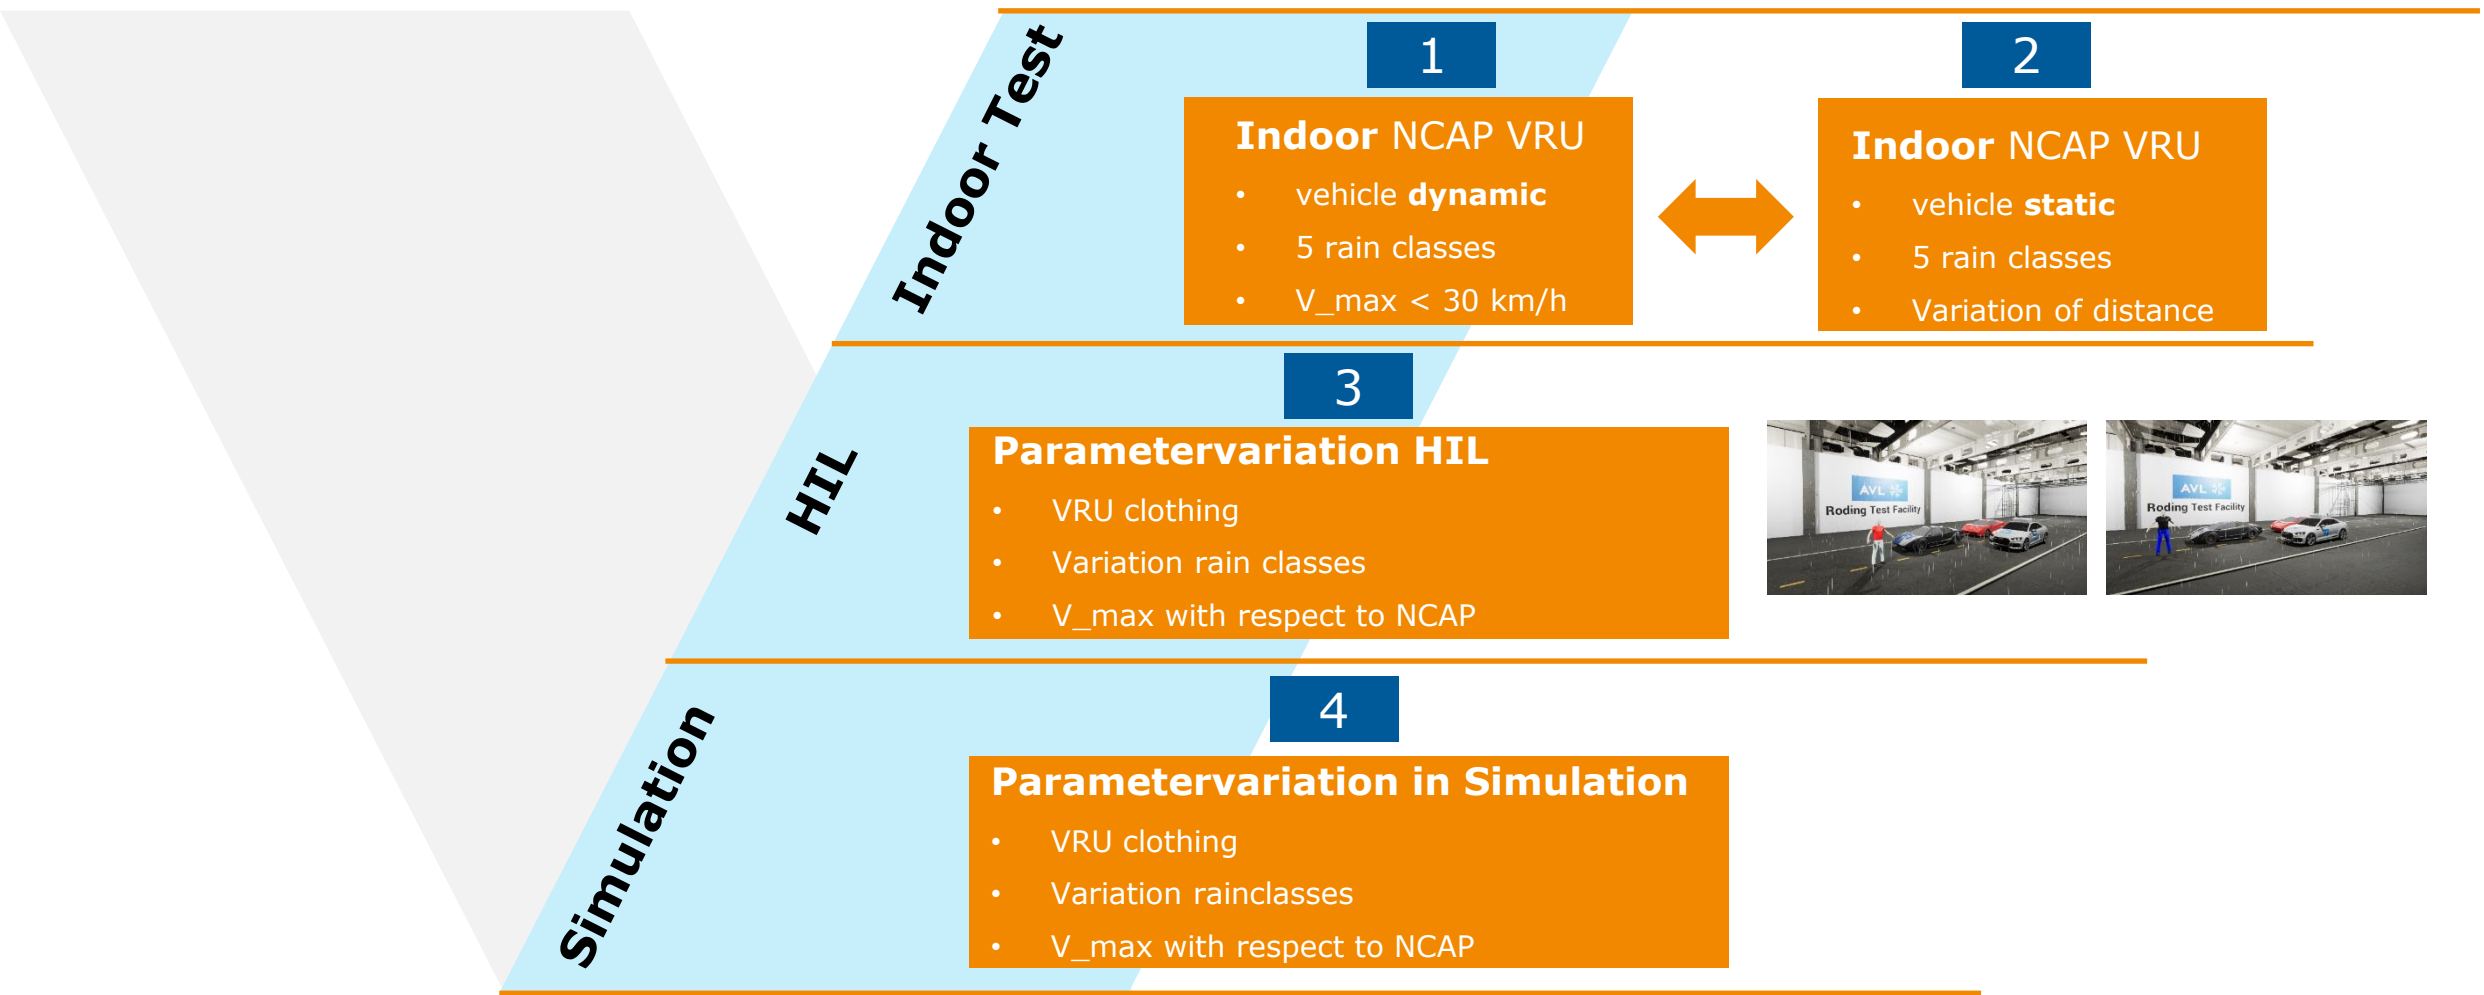 Indoor Test
1
Indoor NCAP VRU
• vehicle dynamic
• 5 rain classes
• V_max < 30 km/h
2
Indoor NCAP VRU
• vehicle static
• 5 rain classes
• Variation of distance
HIL
3
Parametervariation HIL
• VRU clothing
• Variation rain classes
• V_max with respect to NCAP
AVL
Roding Test Facility
AVL
Roding Test Facility
Simulation
4
Parametervariation in Simulation
• VRU clothing
• Variation rainclasses
• V_max with respect to NCAP